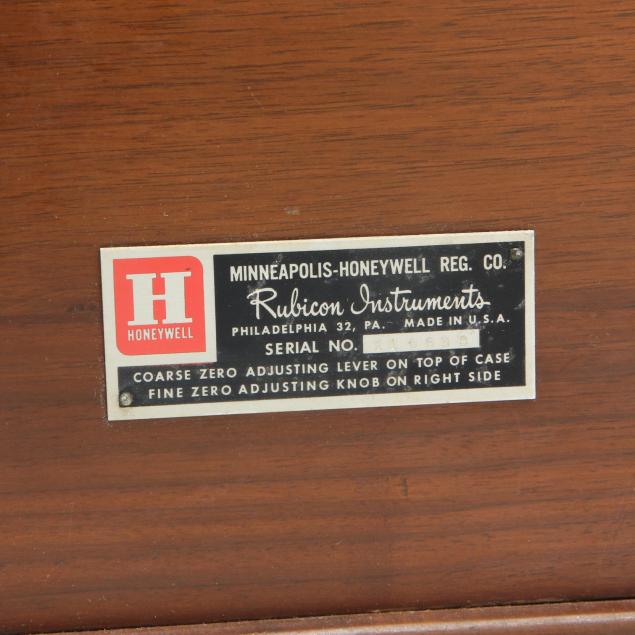 H
HONEYWELL
MINNEAPOLIS-HONEYWELL REG. CO.
Rubicon Instruments
PHILADELPHIA 32, PA. MADE IN U.S.A.
SERIAL NO.
COARSE ZERO ADJUSTING LEVER ON TOP OF CASE
FINE ZERO ADJUSTING KNOB ON RIGHT SIDE